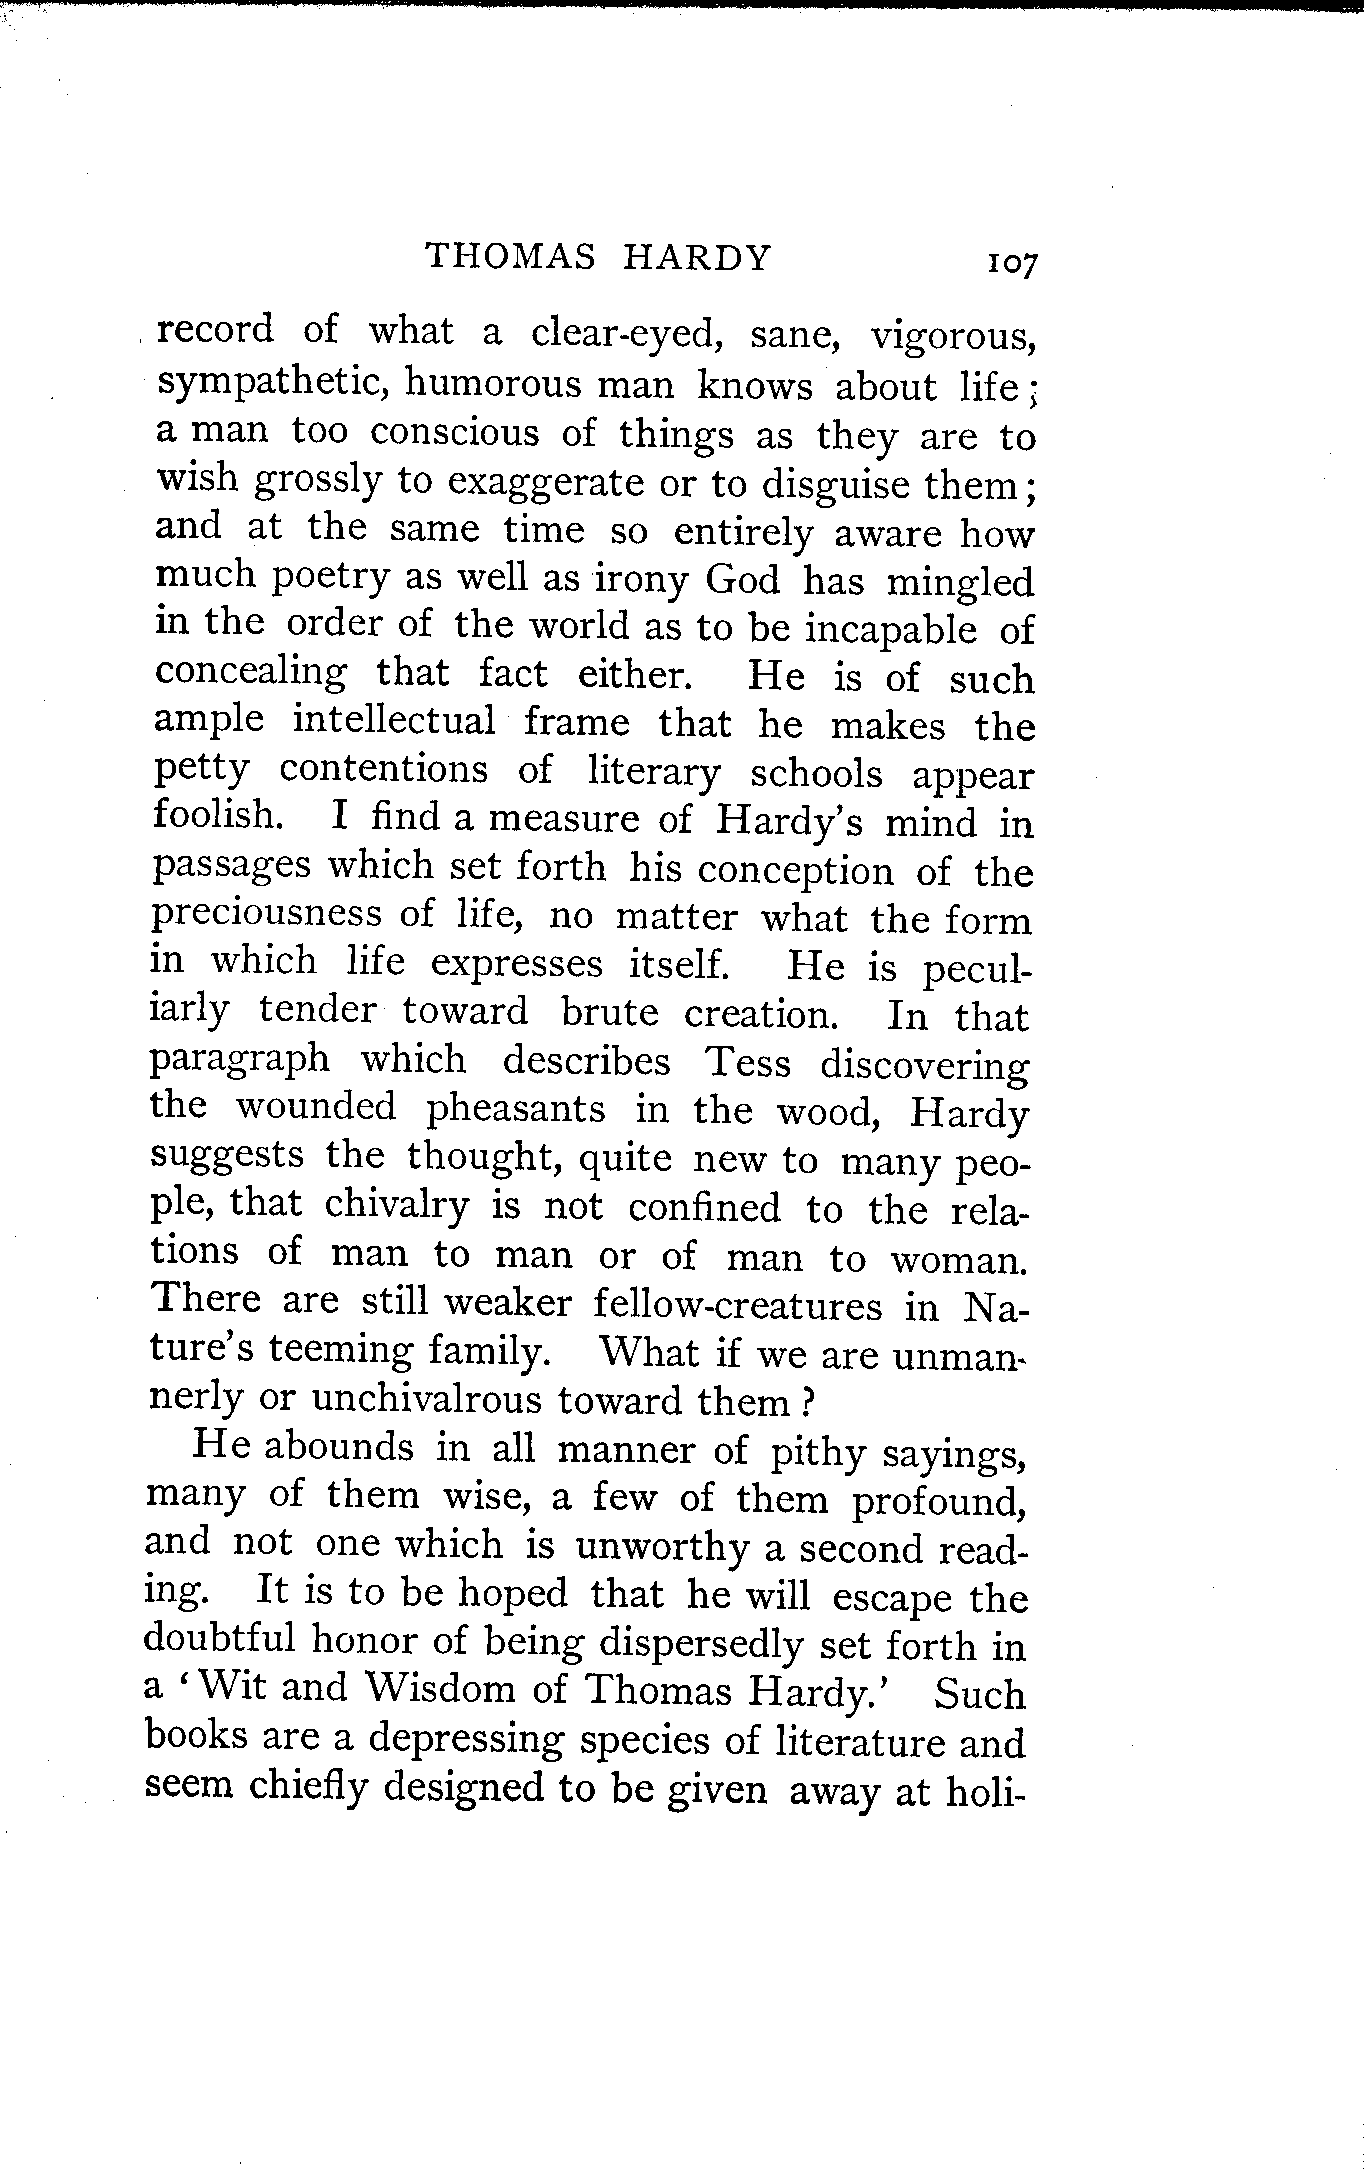 THOMAS HARDY 107
record of what a clear-eyed, sane, vigorous,
sympathetic, humorous man knows about life ;
a man too conscious of things as they are to
wish grossly to exaggerate or to disguise them ;
and at the same time so entirely aware how
much poetry as well as irony God has mingled
in the order of the world as to be incapable of
concealing that fact either. He is of such
ample intellectual frame that he makes the
petty contentions of literary schools appear
foolish. I find a measure of Hardy's mind in
passages which set forth his conception of the
preciousness of life, no matter what the form
in which life expresses itself. He is pecul-
iarly tender toward brute creation. In that
paragraph which describes Tess discovering
the wounded pheasants in the wood, Hardy
suggests the thought, quite new to many peo-
ple, that chivalry is not confined to the rela-
tions of man to man or of man to woman.
There are still weaker fellow-creatures in Na-
ture's teeming family. What if we are unman-
nerly or unchivalrous toward them ?
He abounds in all manner of pithy sayings,
many of them wise, a few of them profound,
and not one which is unworthy a second read-
ing. It is to be hoped that he will escape the
doubtful honor of being dispersedly set forth in
a ‘ Wit and Wisdom of Thomas Hardy.’ Such
books are a depressing species of literature and
seem chiefly designed to be given away at holi-